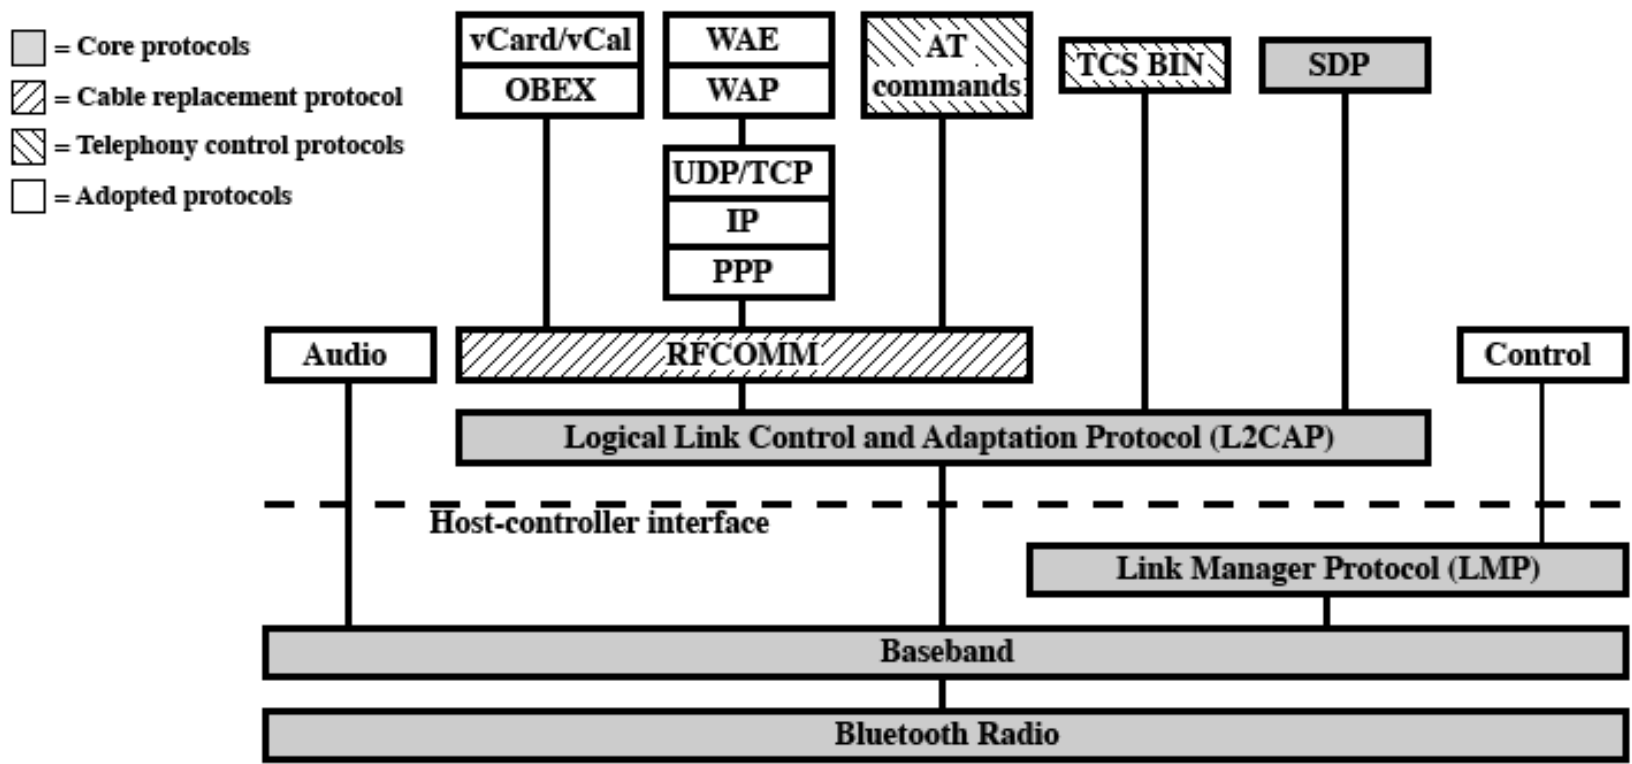 = Core protocols
= Cable replacement protocol
= Telephony control protocols
= Adopted protocols
vCard/vCal
OBEX
WAE
WAP
UDP/TCP
IP
PPP
AT
commands
TCS BIN
SDP
Audio
RFCOMM
Control
Logical Link Control and Adaptation Protocol (L2CAP)
Host-controller interface
Link Manager Protocol (LMP)
Baseband
Bluetooth Radio